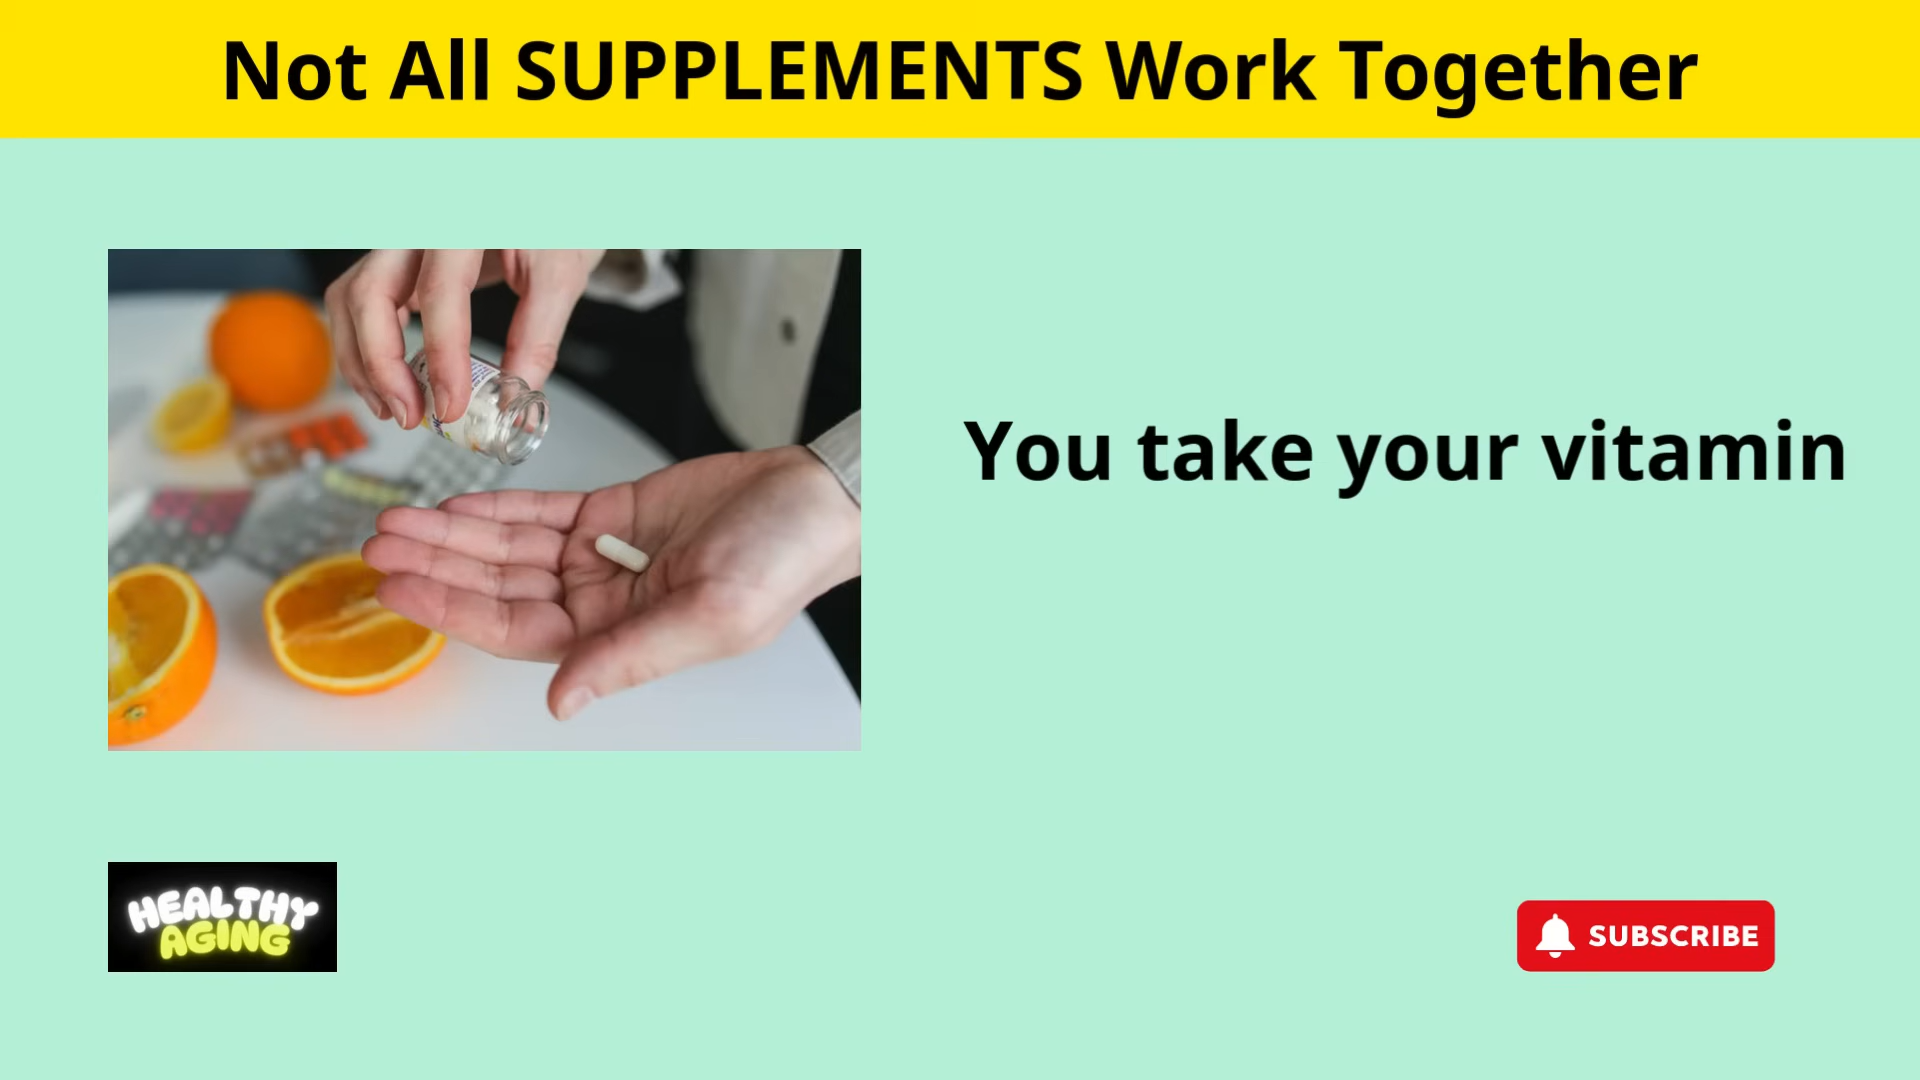 Not All SUPPLEMENTS Work Together
You take your vitamin
HEALTHY
AGING
SUBSCRIBE